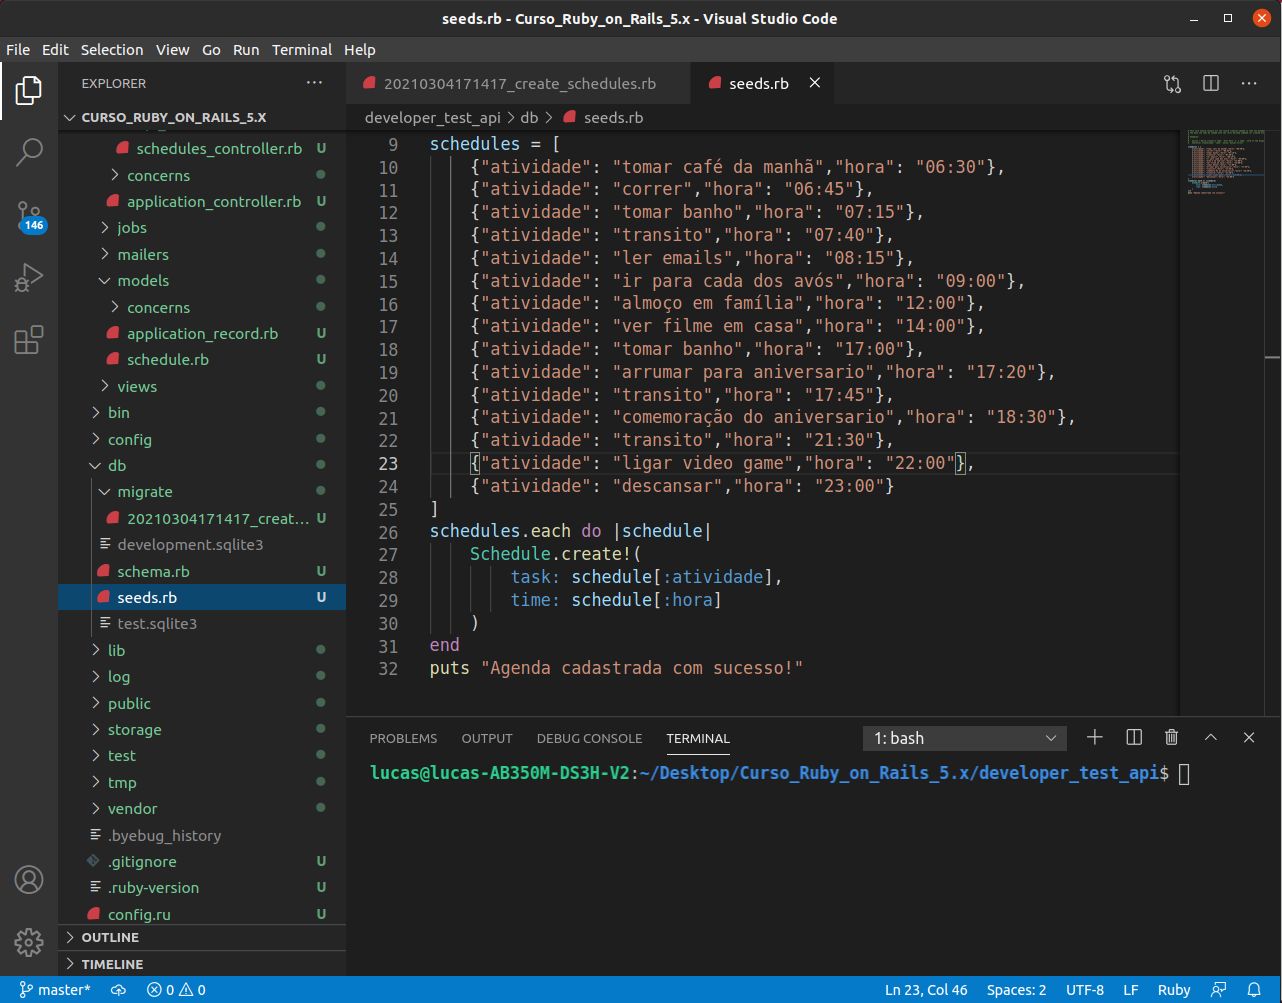 seeds.rb - Curso_Ruby_on_Rails_5.x - Visual Studio Code
File Edit Selection View Go Run Terminal Help
EXPLORER
CURSO_RUBY_ON_RAILS_5.X
schedules_controller.rb U
concerns
application_controller.rb U
jobs
mailers
models
concerns
application_record.rb U
schedule.rb U
views
bin
config
db
migrate
20210304171417_creat... U
development.sqlite3
schema.rb U
seeds.rb U
test.sqlite3
lib
log
public
storage
test
tmp
vendor
.byebug_history
.gitignore U
.ruby-version U
config.ru U
OUTLINE
TIMELINE
146
20210304171417_create_schedules.rb seeds.rb
developer_test_api > db > seeds.rb
9 schedules = [
10 {"atividade": "tomar café da manhã","hora": "06:30"},
11 {"atividade": "correr","hora": "06:45"},
12 {"atividade": "tomar banho","hora": "07:15"},
13 {"atividade": "transito","hora": "07:40"},
14 {"atividade": "ler emails","hora": "08:15"},
15 {"atividade": "ir para cada dos avós","hora": "09:00"},
16 {"atividade": "almoço em família","hora": "12:00"},
17 {"atividade": "ver filme em casa","hora": "14:00"},
18 {"atividade": "tomar banho","hora": "17:00"},
19 {"atividade": "arrumar para aniversario","hora": "17:20"},
20 {"atividade": "transito","hora": "17:45"},
21 {"atividade": "comemoração do aniversario","hora": "18:30"},
22 {"atividade": "transito","hora": "21:30"},
23 {"atividade": "ligar video game","hora": "22:00"},
24 {"atividade": "descansar","hora": "23:00"}
25 ]
26 schedules.each do |schedule|
27 Schedule.create!(
28 task: schedule[:atividade],
29 time: schedule[:hora]
30 )
31 end
32 puts "Agenda cadastrada com sucesso!"
PROBLEMS OUTPUT DEBUG CONSOLE TERMINAL 1: bash
lucas@lucas-AB350M-DS3H-V2:~/Desktop/Curso_Ruby_on_Rails_5.x/developer_test_api$
master* 0 0 Ln 23, Col 46 Spaces: 2 UTF-8 LF Ruby